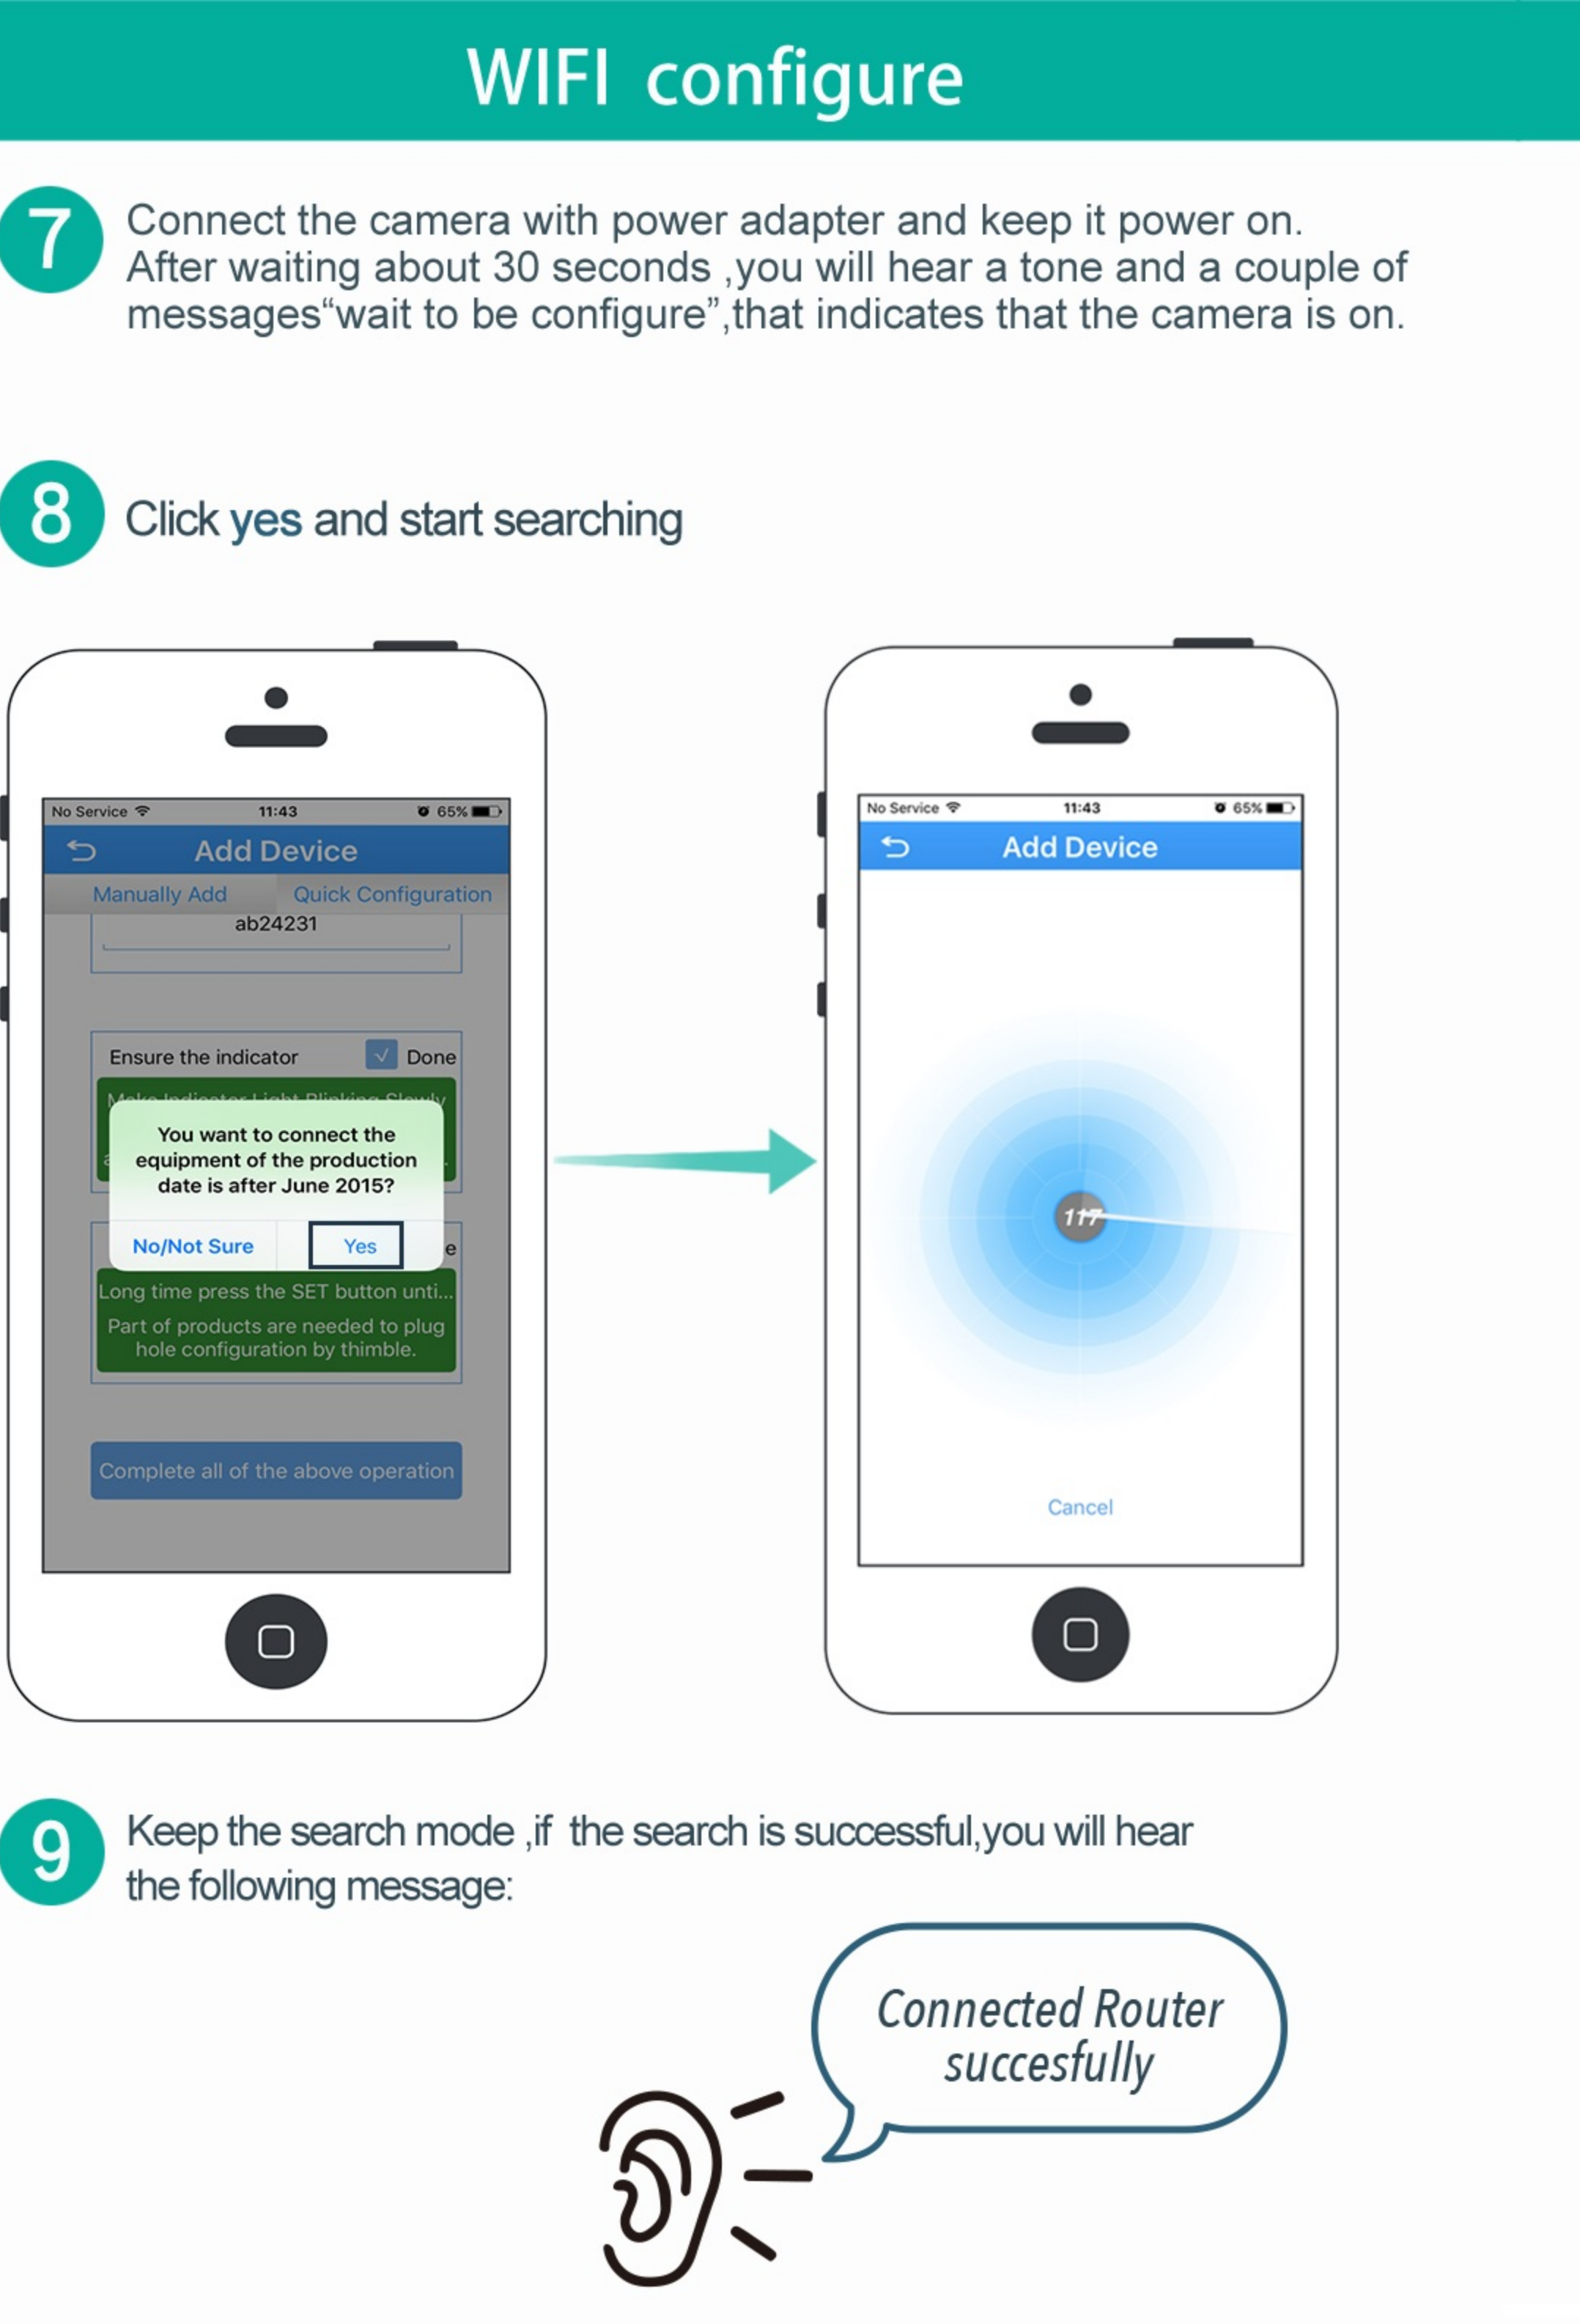 WIFI configure
7
Connect the camera with power adapter and keep it power on.
After waiting about 30 seconds ,you will hear a tone and a couple of
messages“wait to be configure”,that indicates that the camera is on.
8
Click yes and start searching
No Service 11:43 65%
Add Device
Manually Add Quick Configuration
ab24231
Ensure the indicator √ Done
Make Indicator Light Blinking Slowly
You want to connect the
equipment of the production
date is after June 2015?
No/Not Sure Yes
e
Long time press the SET button unti...
Part of products are needed to plug
hole configuration by thimble.
Complete all of the above operation
No Service 11:43 65%
Add Device
117
Cancel
9
Keep the search mode ,if the search is successful,you will hear
the following message:
Connected Router
succesfully